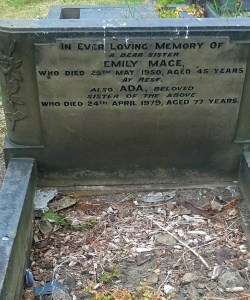 In Ever Loving Memory of
A DEAR SISTER
EMILY MACE,
WHO DIED 25TH MAY 1950, AGED 45 YEARS
AT REST.
ALSO ADA, BELOVED
SISTER OF THE ABOVE
WHO DIED 24TH APRIL 1979, AGED 77 YEARS.